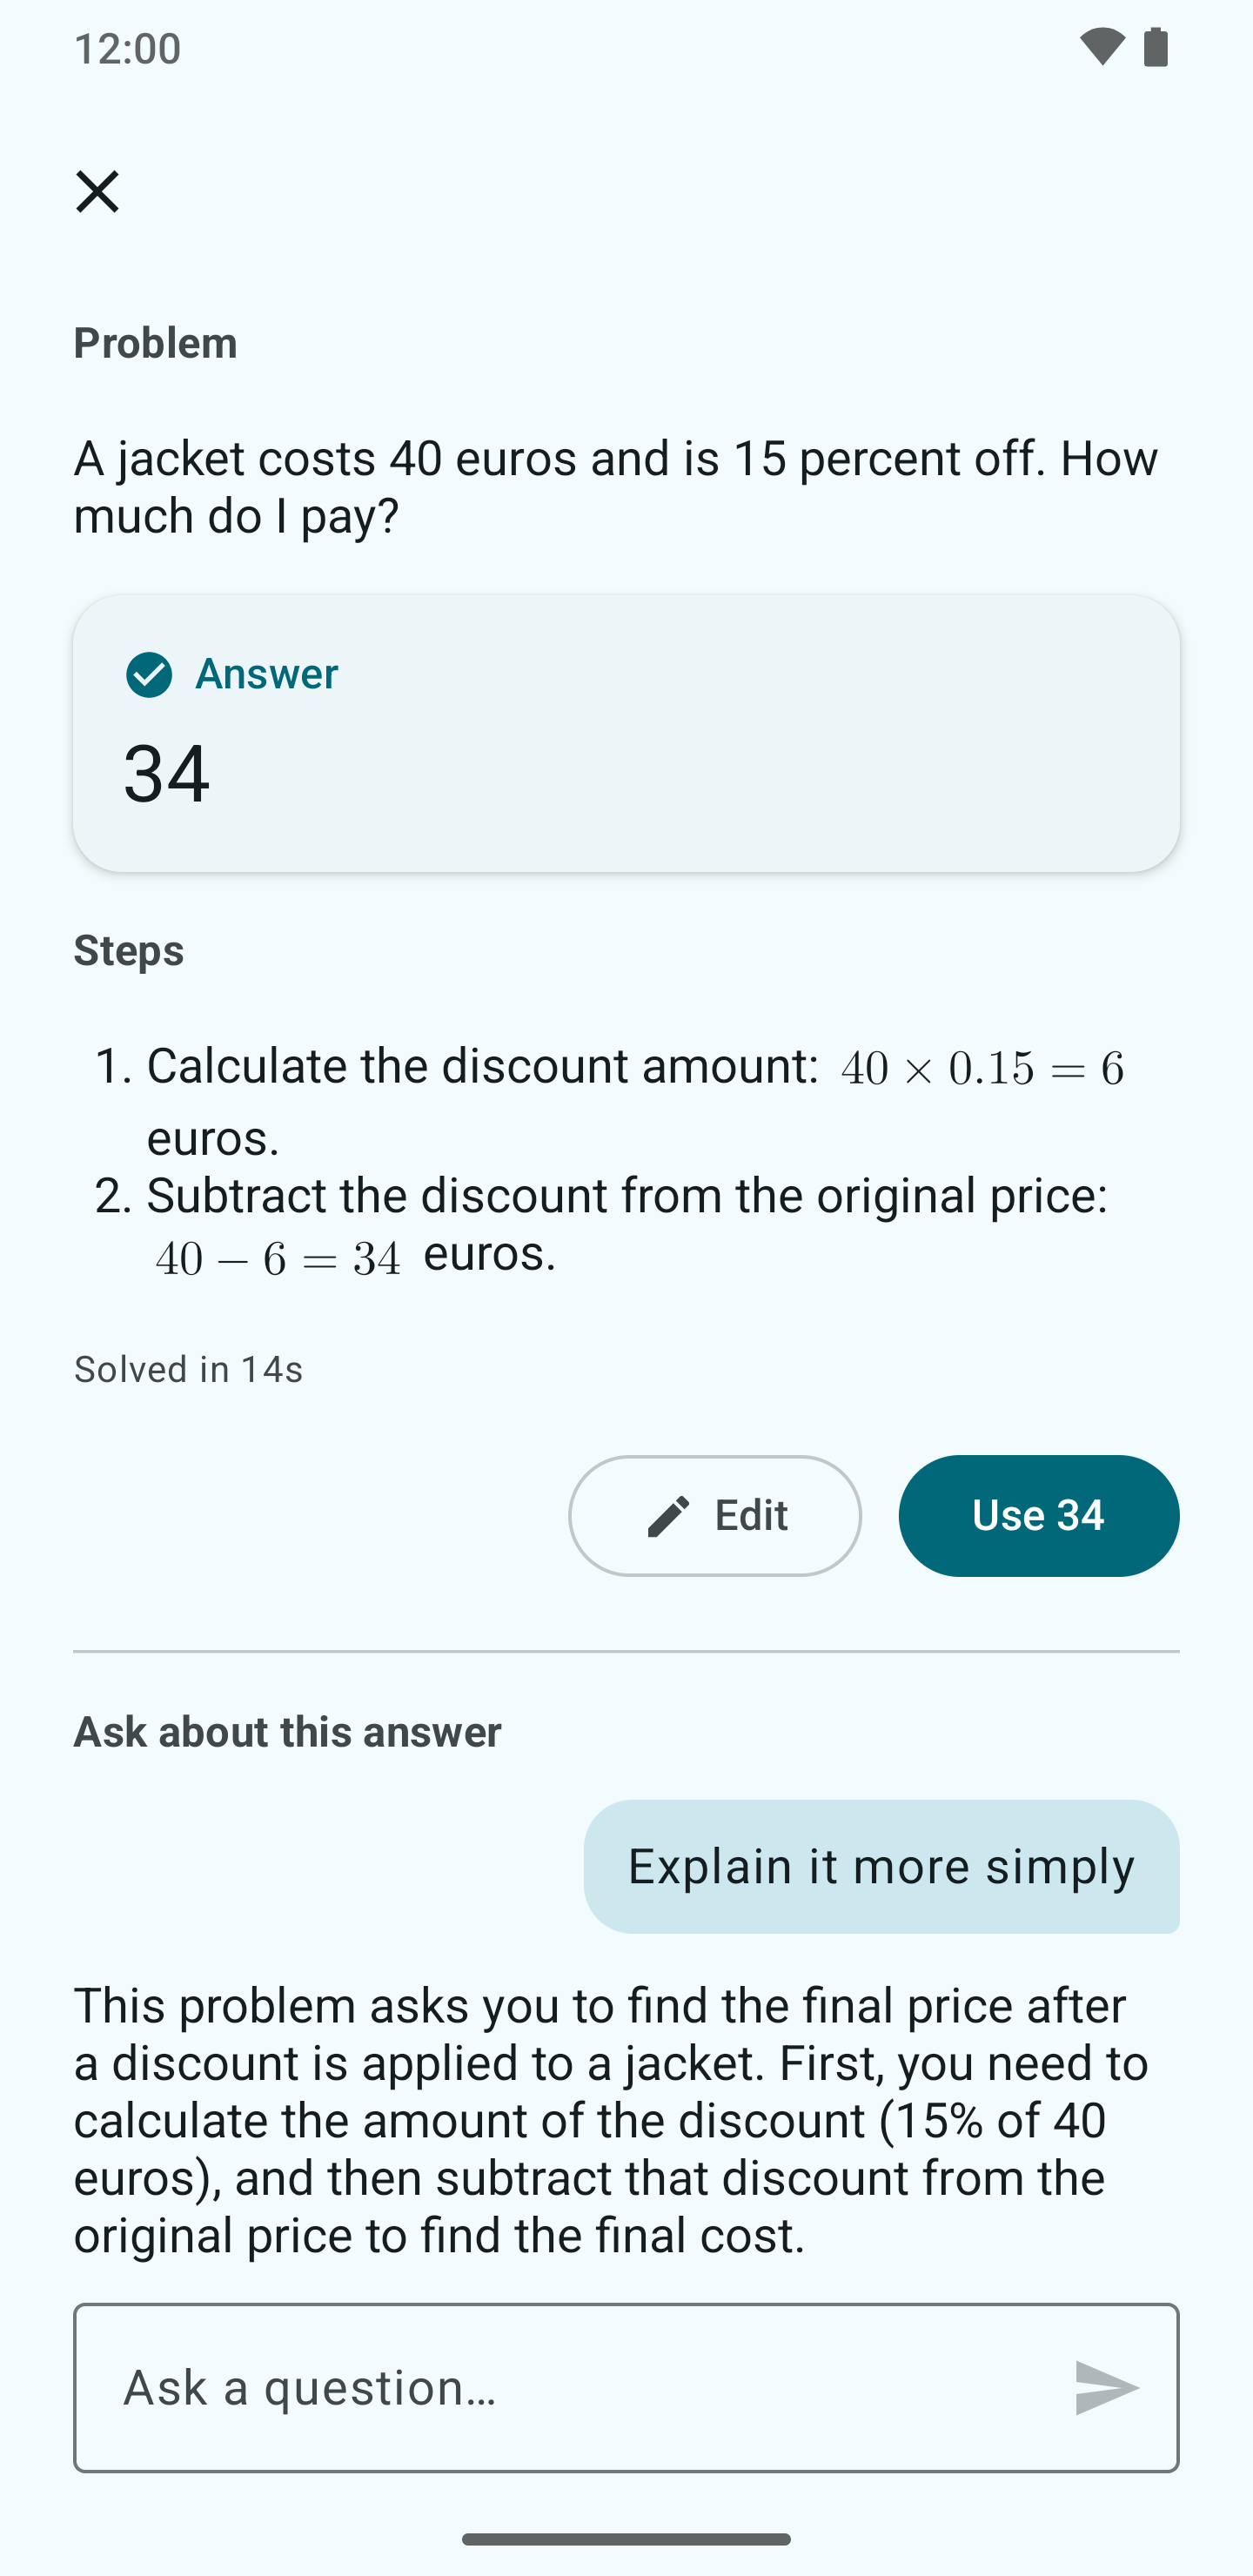 12:00
Problem
A jacket costs 40 euros and is 15 percent off. How
much do I pay?
Answer
34
Steps
1. Calculate the discount amount: 40 × 0.15 = 6
euros.
2. Subtract the discount from the original price:
40 − 6 = 34 euros.
Solved in 14s
Edit
Use 34
Ask about this answer
Explain it more simply
This problem asks you to find the final price after
a discount is applied to a jacket. First, you need to
calculate the amount of the discount (15% of 40
euros), and then subtract that discount from the
original price to find the final cost.
Ask a question…